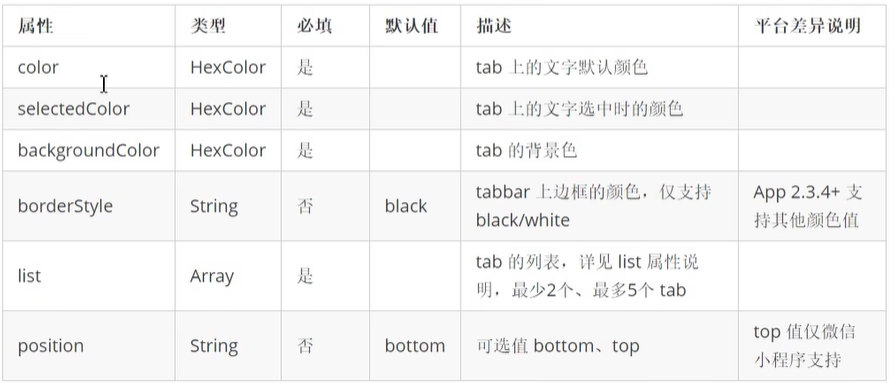 属性 类型 必填 默认值 描述 平台差异说明
color HexColor 是 tab 上的文字默认颜色
selectedColor HexColor 是 tab 上的文字选中时的颜色
backgroundColor HexColor 是 tab 的背景色
borderStyle String 否 black tabbar 上边框的颜色，仅支持 App 2.3.4+ 支
black/white 持其他颜色值
list Array 是 tab 的列表，详见 list 属性说
明，最少2个、最多5个 tab
position String 否 bottom 可选值 bottom、top top 值仅微信
小程序支持